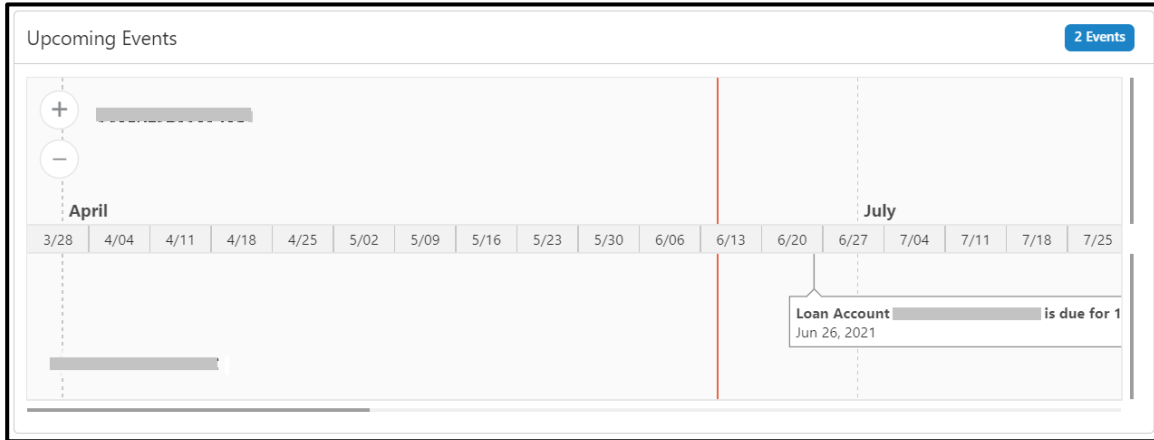 Upcoming Events
2 Events
+
−
April
July
3/28 4/04 4/11 4/18 4/25 5/02 5/09 5/16 5/23 5/30 6/06 6/13 6/20 6/27 7/04 7/11 7/18 7/25
Loan Account is due for 1
Jun 26, 2021